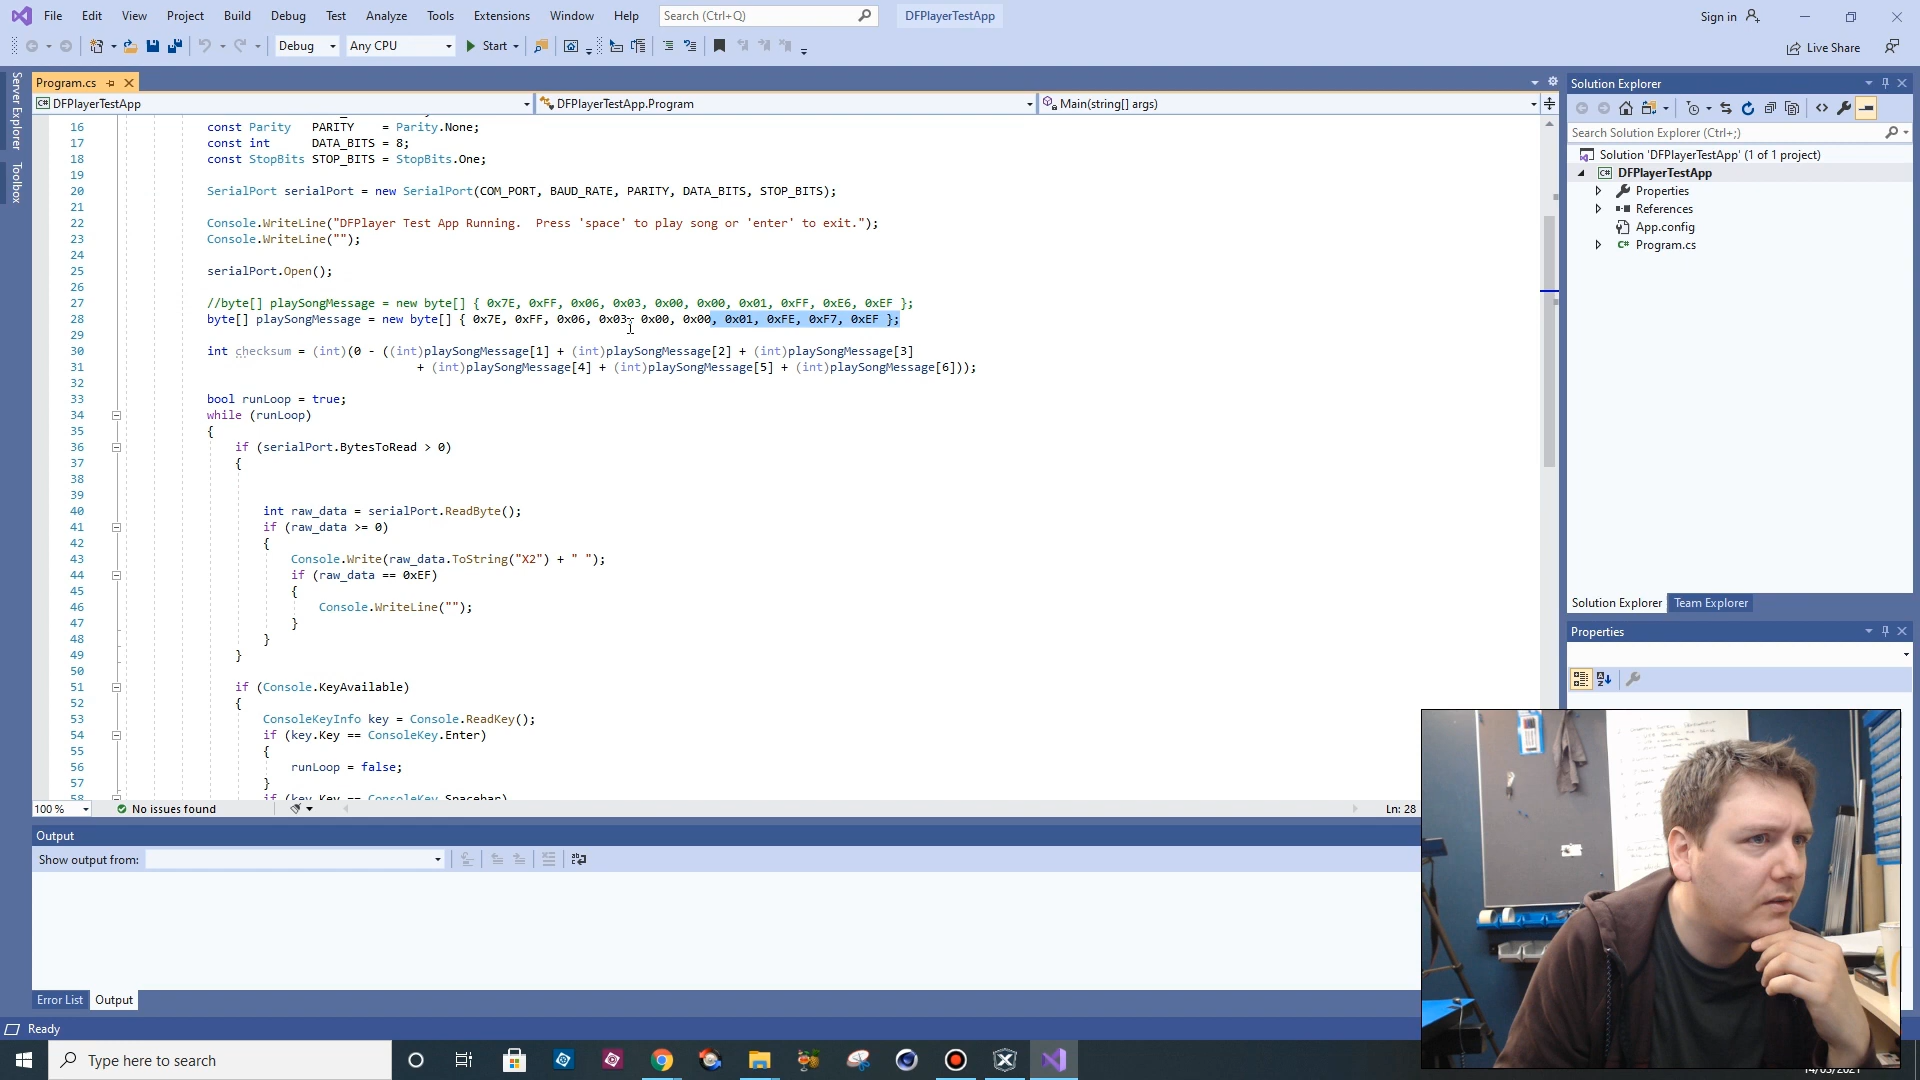 File Edit View Project Build Debug Test Analyze Tools Extensions Window Help Search (Ctrl+Q) DFPlayerTestApp Sign in
Debug Any CPU Start Live Share
Server Explorer
Toolbox
Program.cs
DFPlayerTestApp DFPlayerTestApp.Program Main(string[] args)
16 const Parity PARITY = Parity.None;
17 const int DATA_BITS = 8;
18 const StopBits STOP_BITS = StopBits.One;
19
20 SerialPort serialPort = new SerialPort(COM_PORT, BAUD_RATE, PARITY, DATA_BITS, STOP_BITS);
21
22 Console.WriteLine("DFPlayer Test App Running.  Press 'space' to play song or 'enter' to exit.");
23 Console.WriteLine("");
24
25 serialPort.Open();
26
27 //byte[] playSongMessage = new byte[] { 0x7E, 0xFF, 0x06, 0x03, 0x00, 0x00, 0x01, 0xFF, 0xE6, 0xEF };
28 byte[] playSongMessage = new byte[] { 0x7E, 0xFF, 0x06, 0x03, 0x00, 0x00, 0x01, 0xFE, 0xF7, 0xEF };
29
30 int checksum = (int)(0 - ((int)playSongMessage[1] + (int)playSongMessage[2] + (int)playSongMessage[3]
31 + (int)playSongMessage[4] + (int)playSongMessage[5] + (int)playSongMessage[6]));
32
33 bool runLoop = true;
34 while (runLoop)
35 {
36 if (serialPort.BytesToRead > 0)
37 {
38
39
40 int raw_data = serialPort.ReadByte();
41 if (raw_data >= 0)
42 {
43 Console.Write(raw_data.ToString("X2") + " ");
44 if (raw_data == 0xEF)
45 {
46 Console.WriteLine("");
47 }
48 }
49 }
50
51 if (Console.KeyAvailable)
52 {
53 ConsoleKeyInfo key = Console.ReadKey();
54 if (key.Key == ConsoleKey.Enter)
55 {
56 runLoop = false;
57 }
58 if (key.Key == ConsoleKey.Spacebar)
100 % No issues found Ln: 28
Output
Show output from:
Error List Output
Ready
Solution Explorer
Search Solution Explorer (Ctrl+;)
Solution 'DFPlayerTestApp' (1 of 1 project)
DFPlayerTestApp
Properties
References
App.config
Program.cs
Solution Explorer Team Explorer
Properties
Type here to search